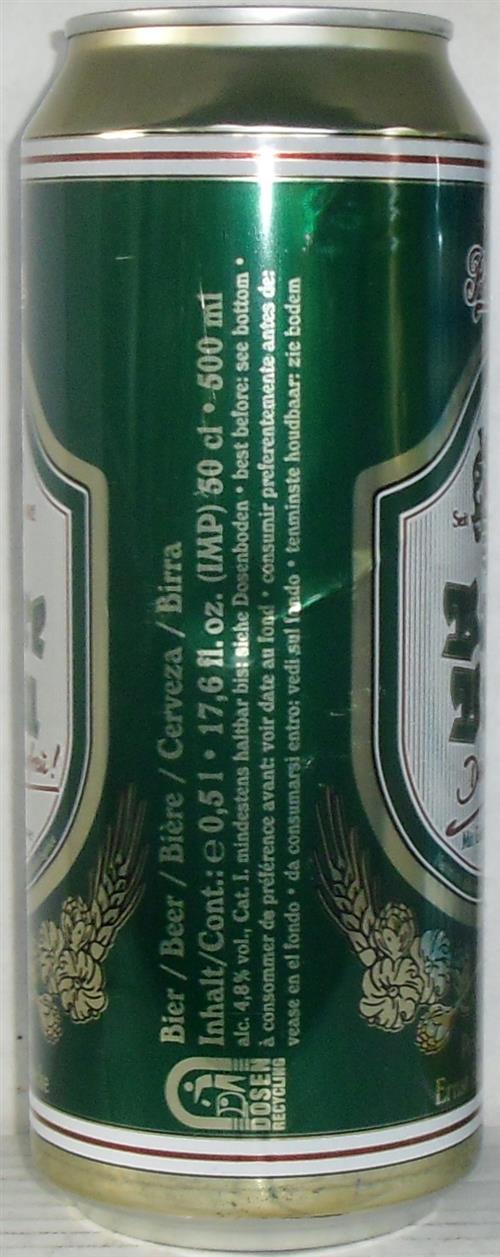 Bier / Beer / Bière / Cerveza / Birra
Inhalt/Cont.: e 0,5 l • 17,6 fl. oz. (IMP) 50 cl • 500 ml
alc. 4,8% vol., Cat. I. mindestens haltbar bis: siehe Dosenboden • best before: see bottom •
à consommer de préférence avant: voir date au fond • consumir preferentemente antes de:
vease en el fondo • da consumarsi entro: vedi sul fondo • tenminste houdbaar: zie bodem
DOSEN
RECYCLING
Seit